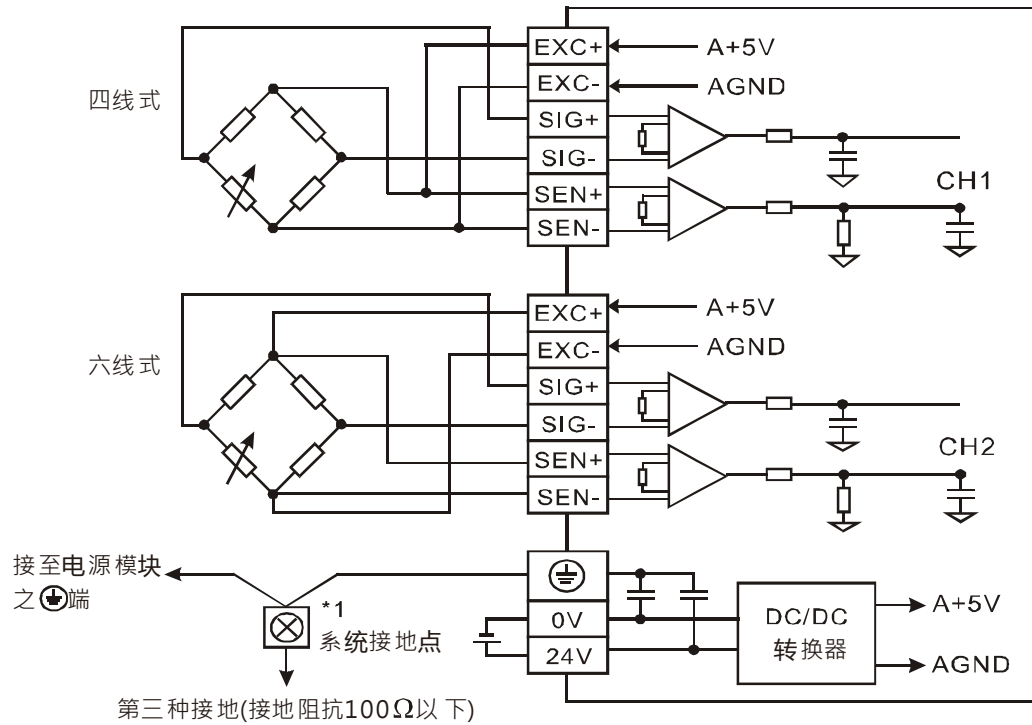 四线式
EXC+
A+5V
EXC-
AGND
SIG+
SIG-
SEN+
CH1
SEN-
六线式
EXC+
A+5V
EXC-
AGND
SIG+
SIG-
SEN+
CH2
SEN-
接至电源模块
之端
*1
系统接地点
0V
24V
DC/DC
转换器
A+5V
AGND
第三种接地(接地阻抗100Ω以下)